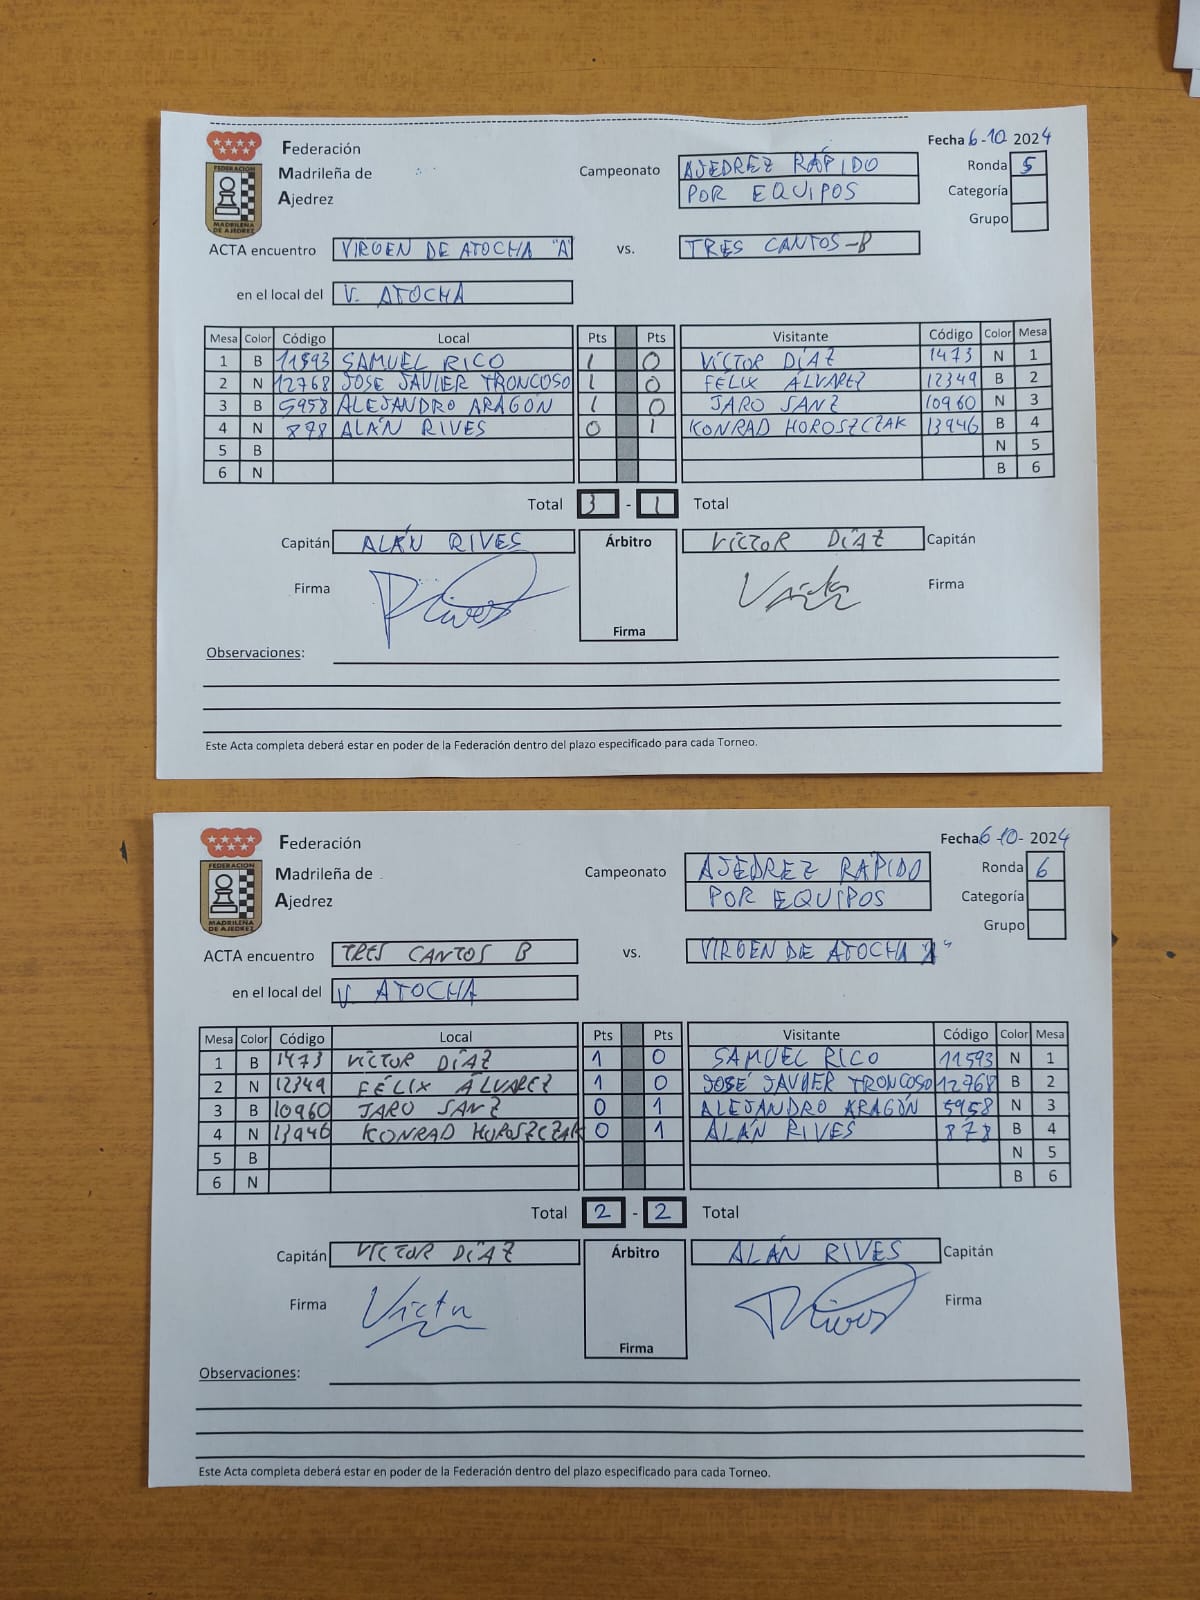 Federación
Madrileña de
Ajedrez
FEDERACION
MADRILEÑA
DE AJEDREZ
Fecha 6-10 2024
Campeonato AJEDREZ RÁPIDO
POR EQUIPOS
Ronda 5
Categoría
Grupo
ACTA encuentro VIRGEN DE ATOCHA "A" vs. TRES CANTOS-B
en el local del V. ATOCHA
Mesa Color Código Local Pts Pts Visitante Código Color Mesa
1 B 11593 SAMUEL RICO 1 0 VÍCTOR DÍAZ 1473 N 1
2 N 12768 JOSE JAVIER TRONCOSO 1 0 FÉLIX ÁLVAREZ 12349 B 2
3 B 5958 ALEJANDRO ARAGÓN 1 0 JARO SANZ 10960 N 3
4 N 878 ALÁN RIVES 0 1 KONRAD HOROSZCZAK 13946 B 4
5 B N 5
6 N B 6
Total 3 - 1 Total
Capitán ALÁN RIVES Árbitro VÍCTOR DÍAZ Capitán
Firma Firma
Firma
Observaciones:
Este Acta completa deberá estar en poder de la Federación dentro del plazo especificado para cada Torneo.
Federación
Madrileña de
Ajedrez
FEDERACION
MADRILEÑA
DE AJEDREZ
Fecha 6-10- 2024
Campeonato AJEDREZ RÁPIDO
POR EQUIPOS
Ronda 6
Categoría
Grupo
ACTA encuentro TRES CANTOS B vs. VIRGEN DE ATOCHA "A"
en el local del V. ATOCHA
Mesa Color Código Local Pts Pts Visitante Código Color Mesa
1 B 1473 VÍCTOR DÍAZ 1 0 SAMUEL RICO 11593 N 1
2 N 12349 FÉLIX ÁLVAREZ 1 0 JOSÉ JAVIER TRONCOSO 12768 B 2
3 B 10960 JARO SANZ 0 1 ALEJANDRO ARAGÓN 5958 N 3
4 N 13946 KONRAD HOROSZCZAK 0 1 ALÁN RIVES 878 B 4
5 B N 5
6 N B 6
Total 2 - 2 Total
Capitán VÍCTOR DÍAZ Árbitro ALÁN RIVES Capitán
Firma Firma
Firma
Observaciones:
Este Acta completa deberá estar en poder de la Federación dentro del plazo especificado para cada Torneo.